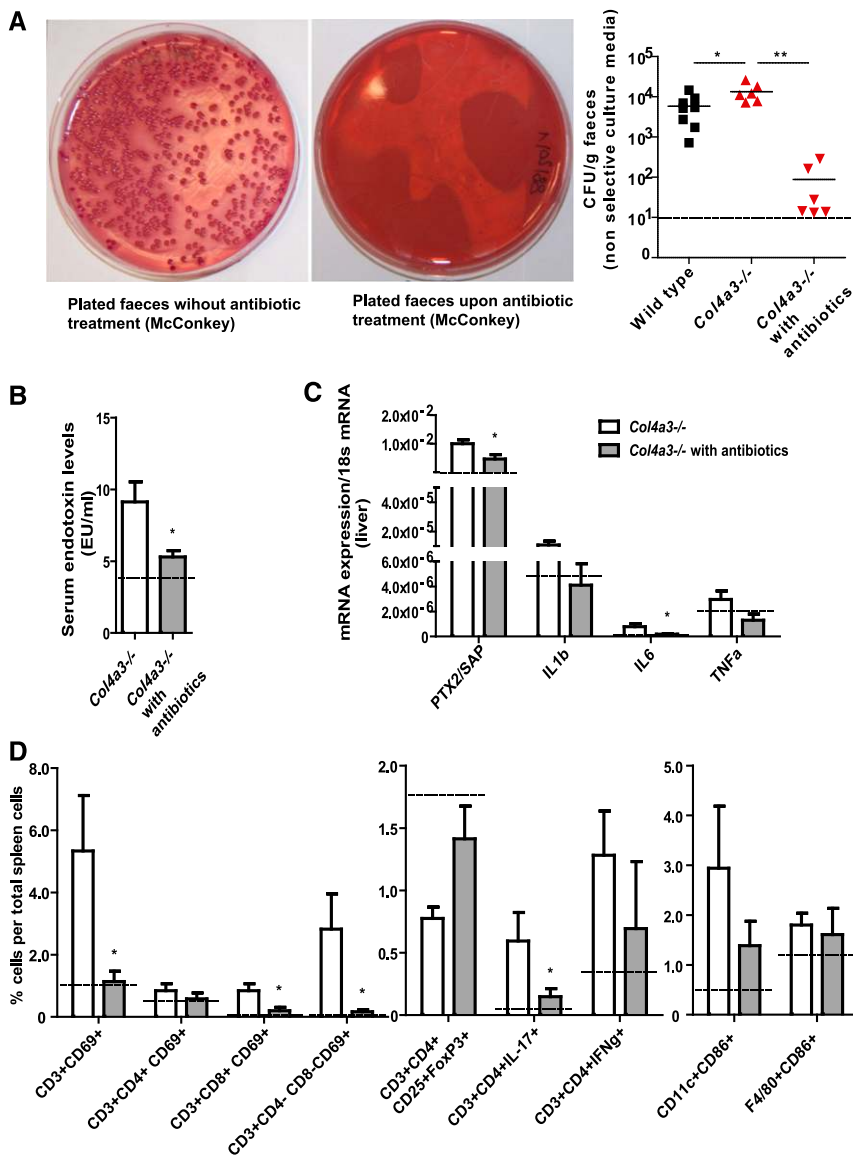 A
Plated faeces wihout antibiotic
treatment (McConkey)
Plated faeces upon antibiotic
treatment (McConkey)
CFU/g faeces
(non selective culture media)
10^5
10^4
10^3
10^2
10^1
0
*
**
Wild type
Col4a3-/-
Col4a3-/-
with
antibiotics
B
Serum endotoxin levels
(EU/ml)
15
10
5
0
*
Col4a3-/-
Col4a3-/-
with
antibiotics
C
mRNA expression/18s mRNA
(liver)
2.0x10^-2
1.0x10^-2
4.0x10^-5
2.0x10^-5
4.0x10^-6
2.0x10^-6
0
*
*
PTX2/SAP
IL1b
IL6
TNFa
Col4a3-/-
Col4a3-/- with antibiotics
D
% cells per total spleen cells
8.0
6.0
4.0
2.0
0
*
*
*
CD3+CD69+
CD3+CD4+ CD69+
CD3+CD8+ CD69+
CD3+CD4- CD8-CD69+
2.0
1.5
1.0
0.5
0
*
CD3+CD4+
CD25+FoxP3+
CD3+CD4+IL-17+
CD3+CD4+IFNg+
5.0
4.0
3.0
2.0
1.0
0
CD11c+CD86+
F4/80+CD86+